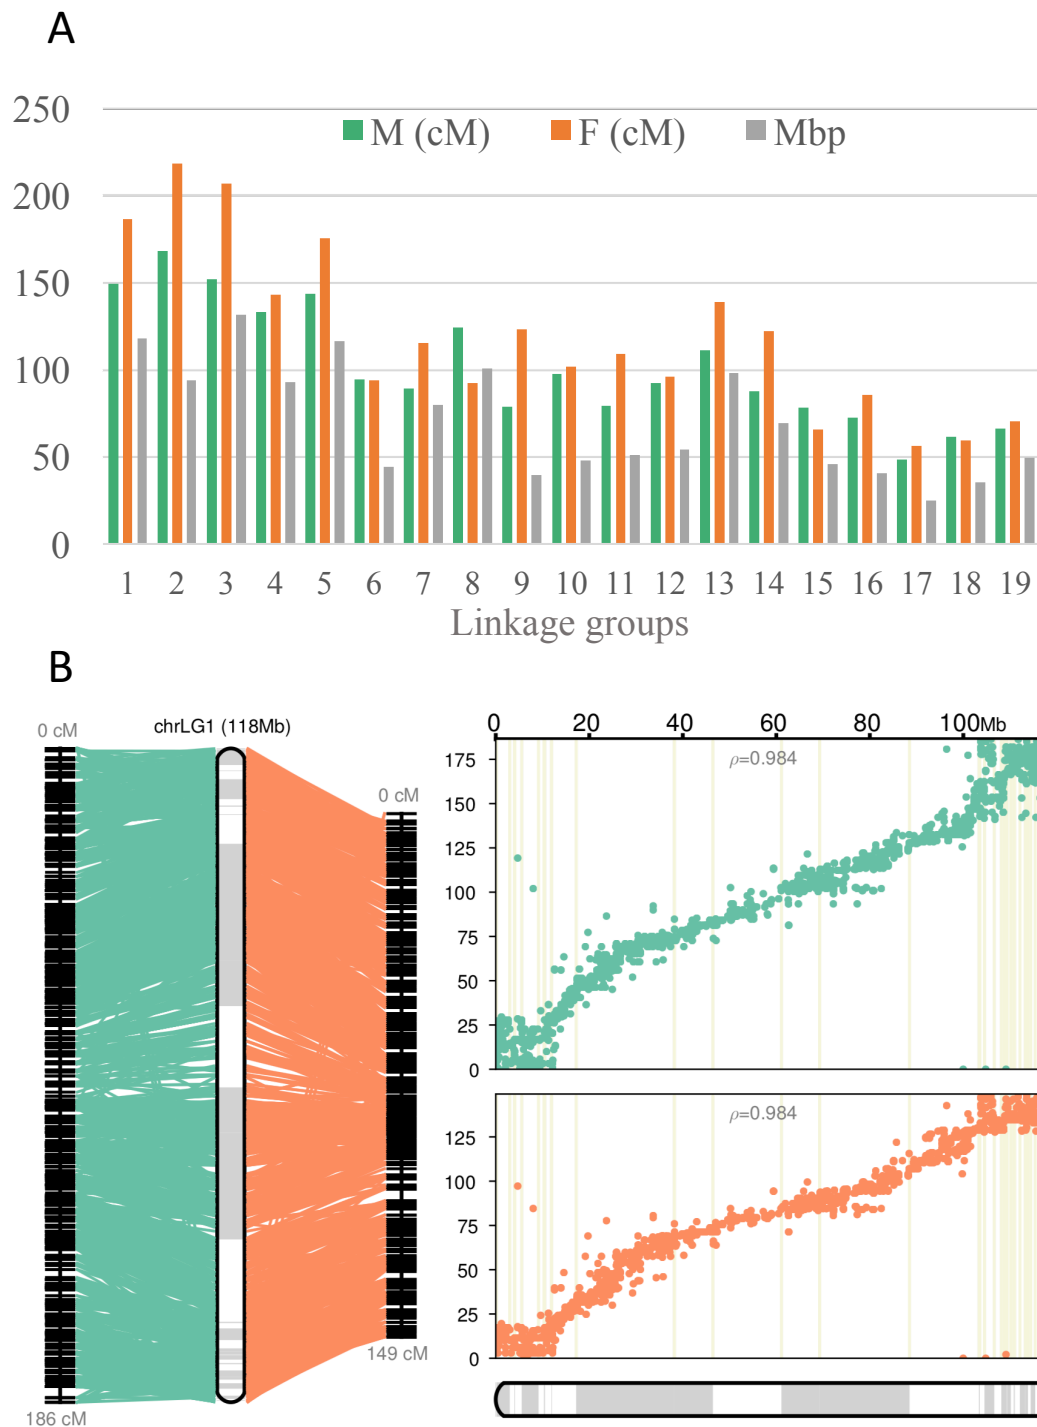 A
250
200
150
100
50
0
M (cM) F (cM) Mbp
1 2 3 4 5 6 7 8 9 10 11 12 13 14 15 16 17 18 19
Linkage groups
B
0 cM
chrLG1 (118Mb)
0 cM
186 cM
149 cM
0 20 40 60 80 100Mb
ρ=0.984
175
150
125
100
75
50
25
0
ρ=0.984
125
100
75
50
25
0